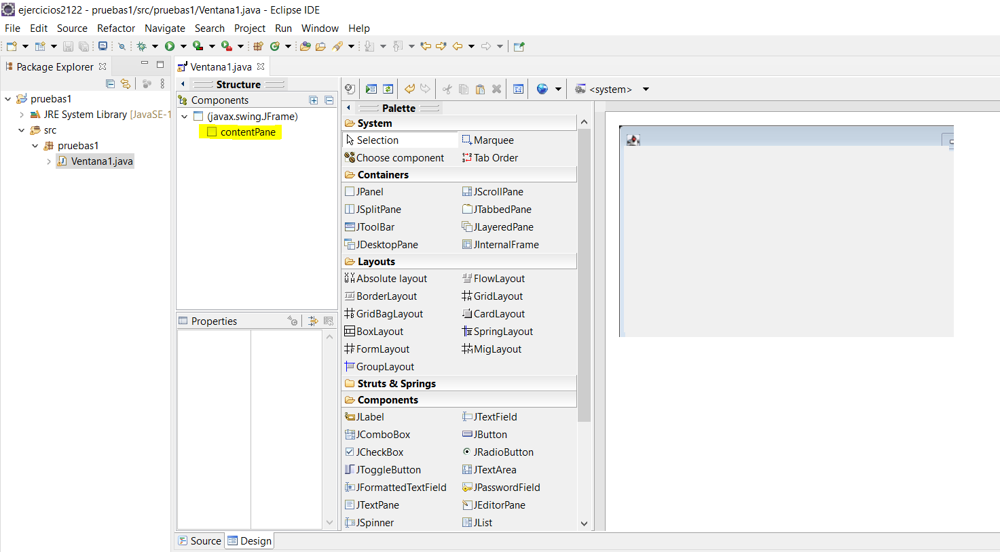 ejercicios2122 - pruebas1/src/pruebas1/Ventana1.java - Eclipse IDE
File Edit Source Refactor Navigate Search Project Run Window Help
Package Explorer
pruebas1
JRE System Library [JavaSE-1
src
pruebas1
Ventana1.java
Ventana1.java
Structure
Components
(javax.swing.JFrame)
contentPane
Properties
<system>
Palette
System
Selection Marquee
Choose component Tab Order
Containers
JPanel JScrollPane
JSplitPane JTabbedPane
JToolBar JLayeredPane
JDesktopPane JInternalFrame
Layouts
Absolute layout FlowLayout
BorderLayout GridLayout
GridBagLayout CardLayout
BoxLayout SpringLayout
FormLayout MigLayout
GroupLayout
Struts & Springs
Components
JLabel JTextField
JComboBox JButton
JCheckBox JRadioButton
JToggleButton JTextArea
JFormattedTextField JPasswordField
JTextPane JEditorPane
JSpinner JList
Source Design